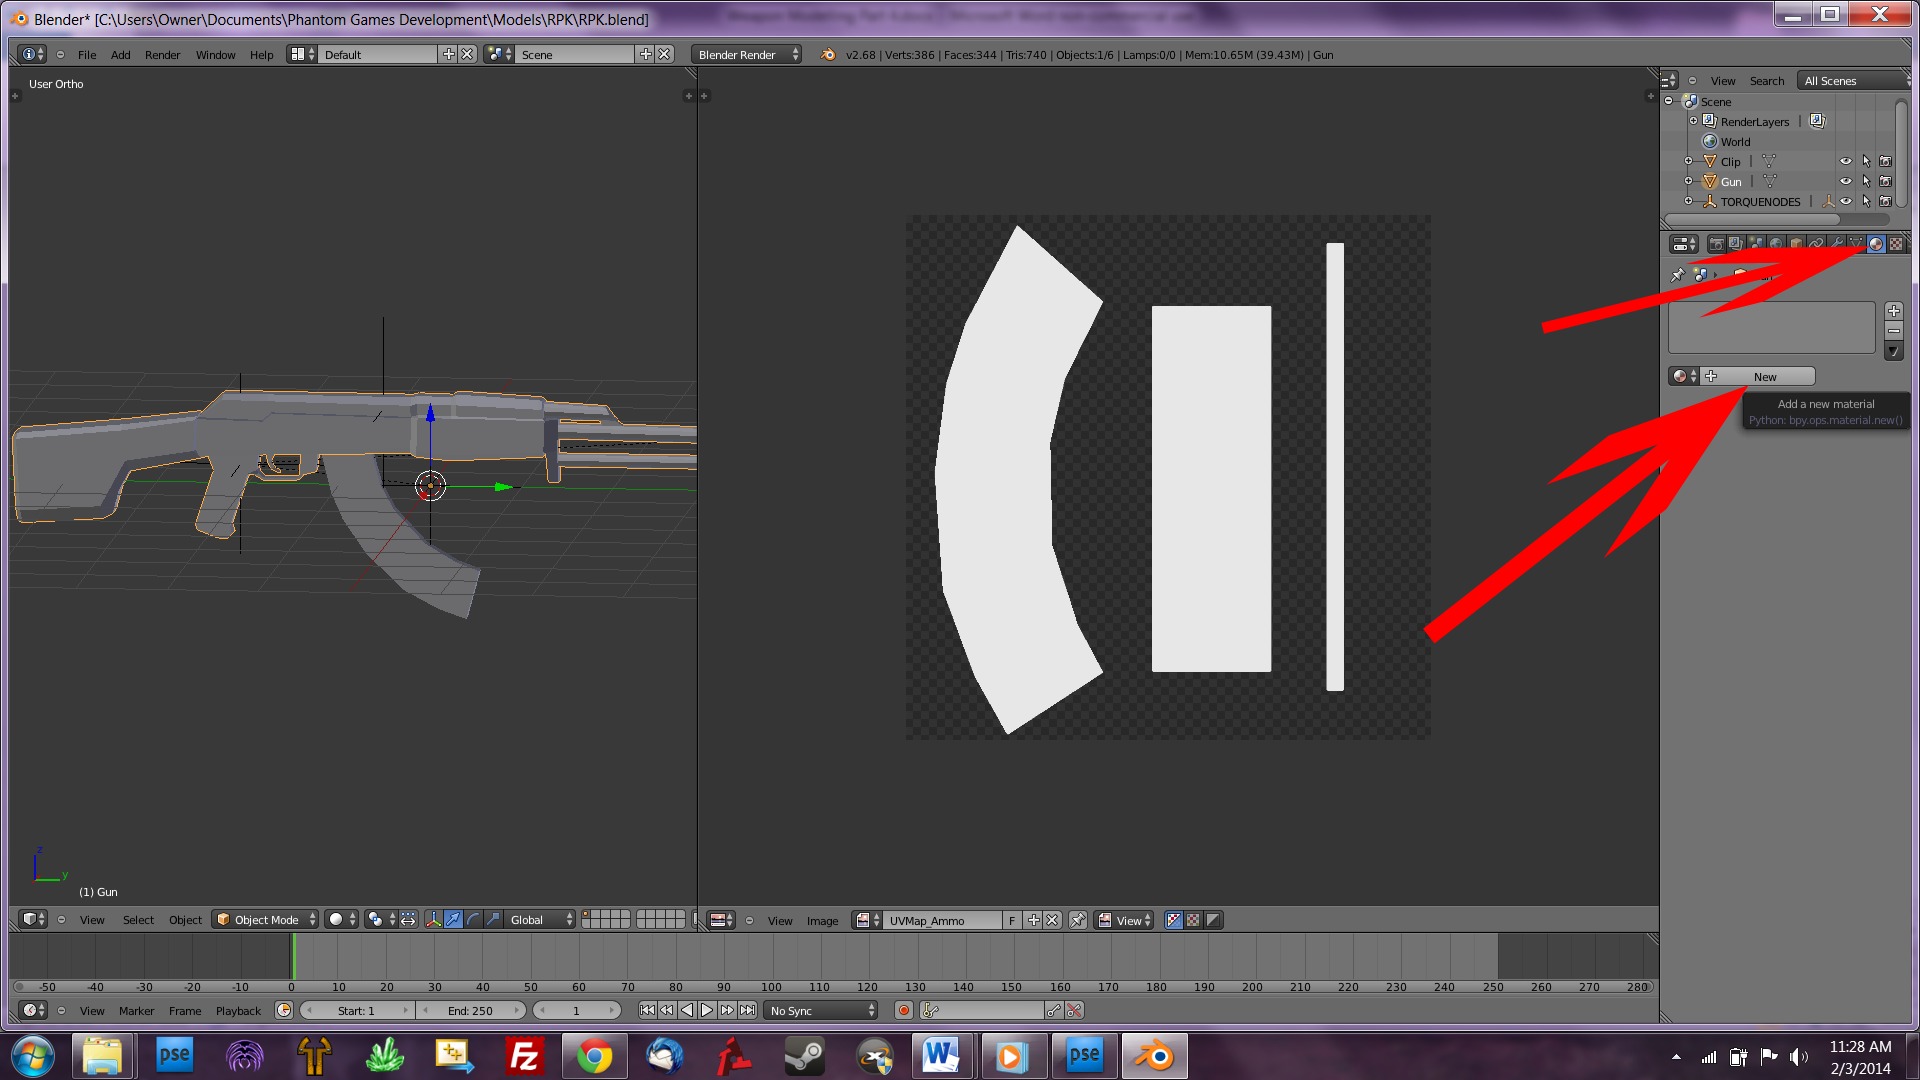 Blender* [C:\Users\Owner\Documents\Phantom Games Development\Models\RPK\RPK.blend]
File Add Render Window Help Default Scene Blender Render v2.68 | Verts:386 | Faces:344 | Tris:740 | Objects:1/6 | Lamps:0/0 | Mem:10.65M (39.43M) | Gun
User Ortho
View Search All Scenes
Scene
RenderLayers
World
Clip
Gun
TORQUENODES
New
Add a new material
Python: bpy.ops.material.new()
z
y
(1) Gun
View Select Object Object Mode Global
View Image UVMap_Ammo F View
-50 -40 -30 -20 -10 0 10 20 30 40 50 60 70 80 90 100 110 120 130 140 150 160 170 180 190 200 210 220 230 240 250 260 270 280
View Marker Frame Playback Start: 1 End: 250 1 No Sync
pse
Fz
W
pse
11:28 AM
2/3/2014